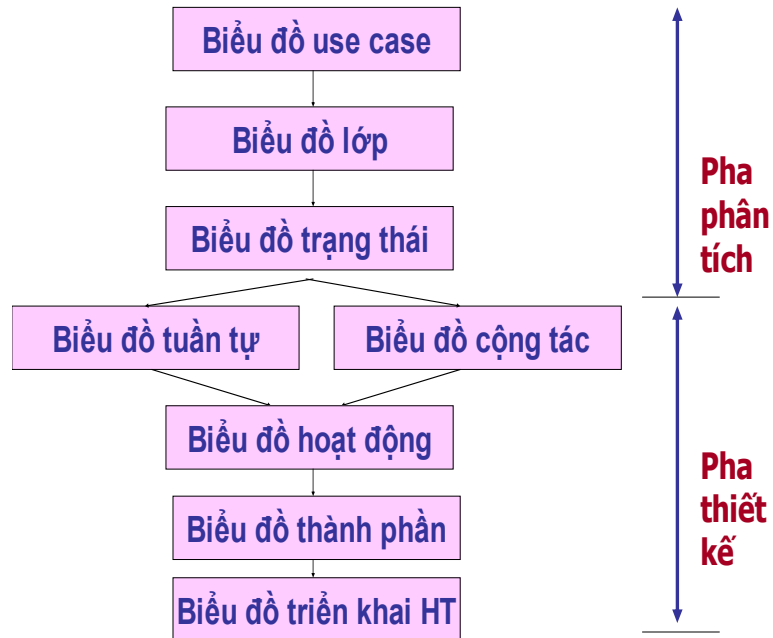 Biểu đồ use case
Biểu đồ lớp
Biểu đồ trạng thái
Pha
phân
tích
Biểu đồ tuần tự
Biểu đồ cộng tác
Biểu đồ hoạt động
Biểu đồ thành phần
Biểu đồ triển khai HT
Pha
thiết
kế